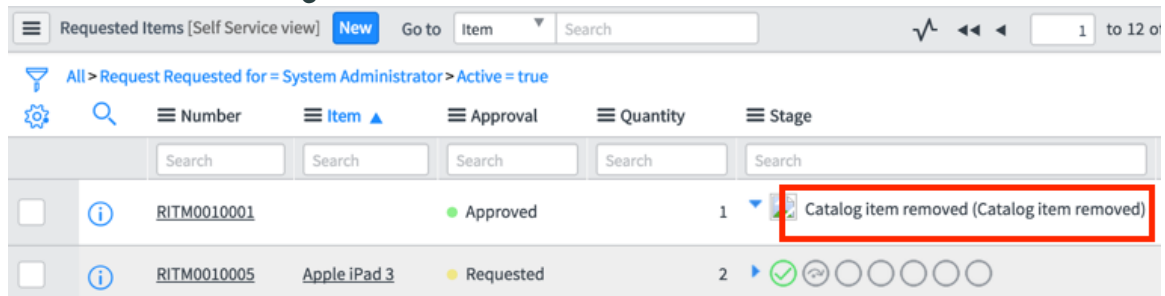 Requested Items [Self Service view] New Go to Item Search 1 to 12 of
All > Request Requested for = System Administrator > Active = true
Number Item Approval Quantity Stage
Search Search Search Search Search
RITM0010001 Approved 1 Catalog item removed (Catalog item removed)
RITM0010005 Apple iPad 3 Requested 2